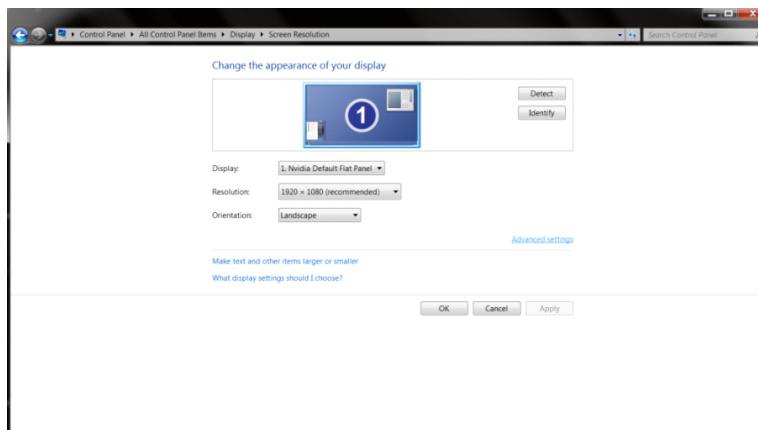 Control Panel ▸ All Control Panel Items ▸ Display ▸ Screen Resolution
Search Control Panel
Change the appearance of your display
1
Detect
Identify
Display: 1. Nvidia Default Flat Panel
Resolution: 1920 × 1080 (recommended)
Orientation: Landscape
Advanced settings
Make text and other items larger or smaller
What display settings should I choose?
OK Cancel Apply